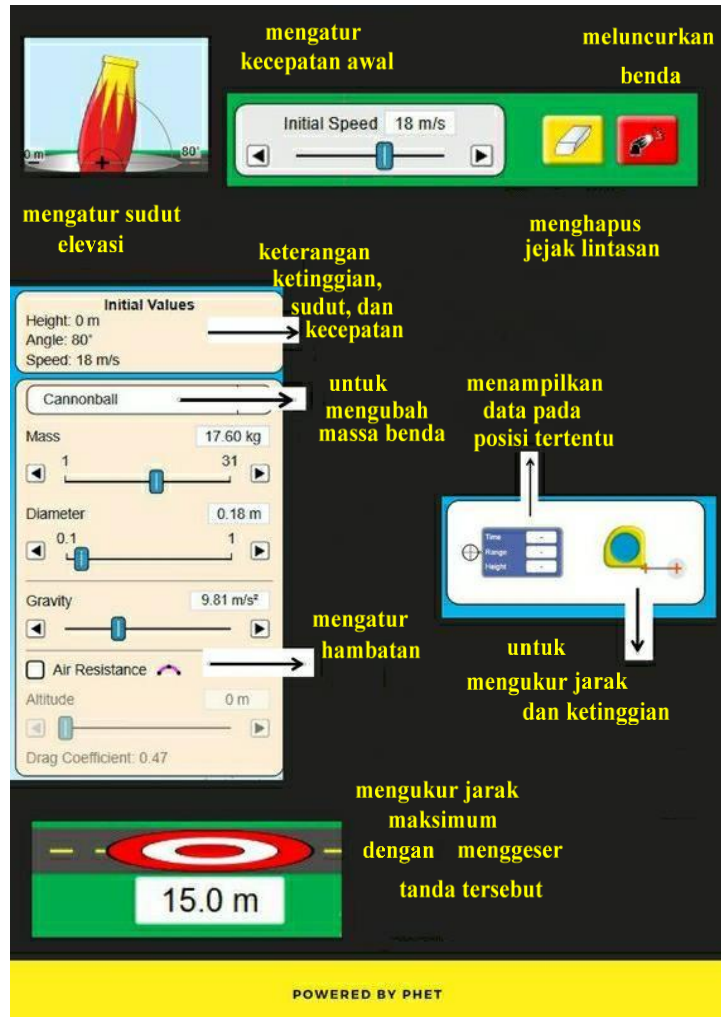 mengatur
kecepatan awal
meluncurkan
benda
0 m
80°
Initial Speed 18 m/s
mengatur sudut
elevasi
menghapus
jejak lintasan
keterangan
ketinggian,
sudut, dan
kecepatan
Initial Values
Height: 0 m
Angle: 80°
Speed: 18 m/s
Cannonball
untuk
mengubah
massa benda
menampilkan
data pada
posisi tertentu
Mass 17.60 kg
1 31
Diameter 0.18 m
0.1 1
Time -
Range -
Height -
Gravity 9.81 m/s²
mengatur
hambatan
untuk
mengukur jarak
dan ketinggian
Air Resistance
Altitude 0 m
Drag Coefficient: 0.47
mengukur jarak
maksimum
dengan menggeser
tanda tersebut
15.0 m
POWERED BY PHET